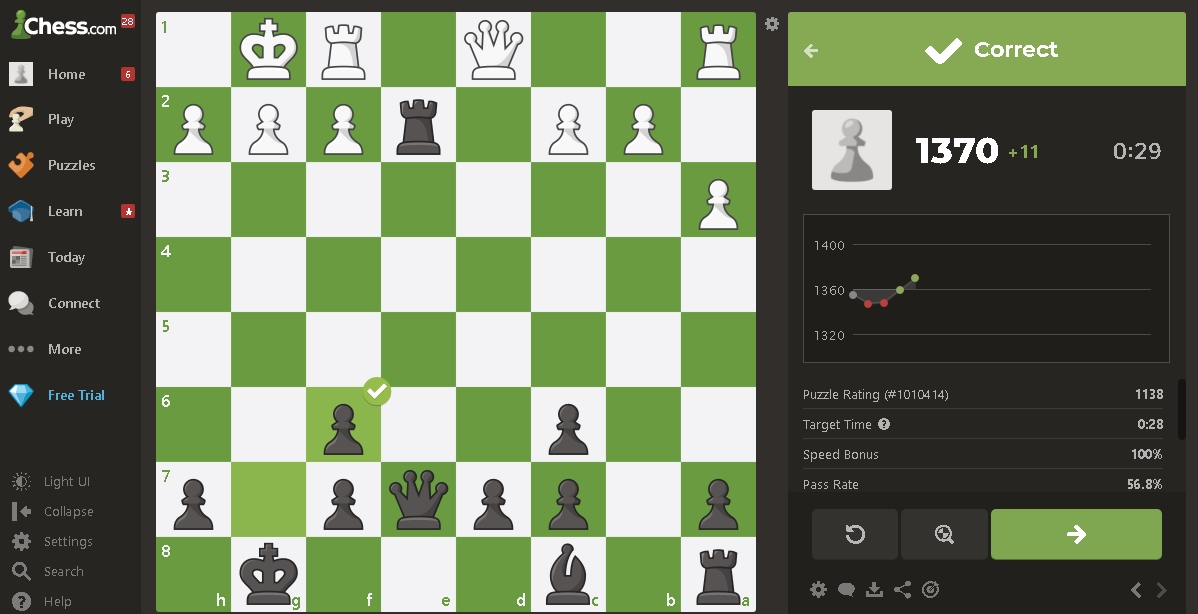 Chess.com 28
Home 6
Play
Puzzles
Learn
Today
Connect
More
Free Trial
Light UI
Collapse
Settings
Search
Help
1
2
3
4
5
6
7
8
h g f e d c b a
Correct
1370 +11 0:29
1400
1360
1320
Puzzle Rating (#1010414) 1138
Target Time ? 0:28
Speed Bonus 100%
Pass Rate 56.8%